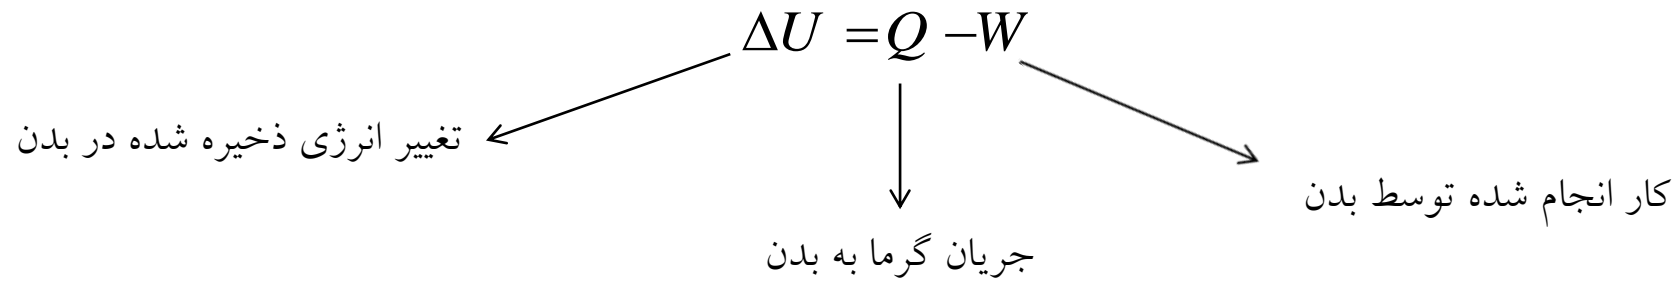 ΔU = Q − W
تغییر انرژی ذخیره شده در بدن
کار انجام شده توسط بدن
جریان گرما به بدن